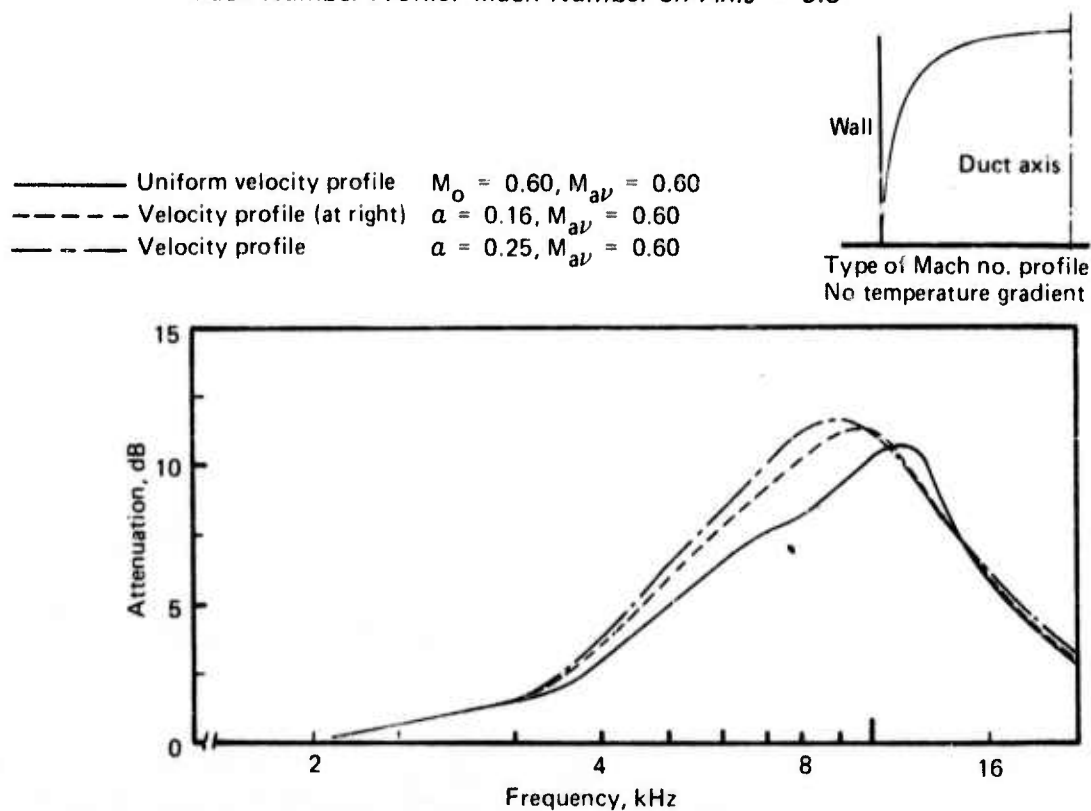 Wall
Duct axis
Type of Mach no. profile
No temperature gradient
Uniform velocity profile M_o = 0.60, M_aν = 0.60
Velocity profile (at right) a = 0.16, M_aν = 0.60
Velocity profile a = 0.25, M_aν = 0.60
15
10
5
0
Attenuation, dB
2
4
8
16
Frequency, kHz